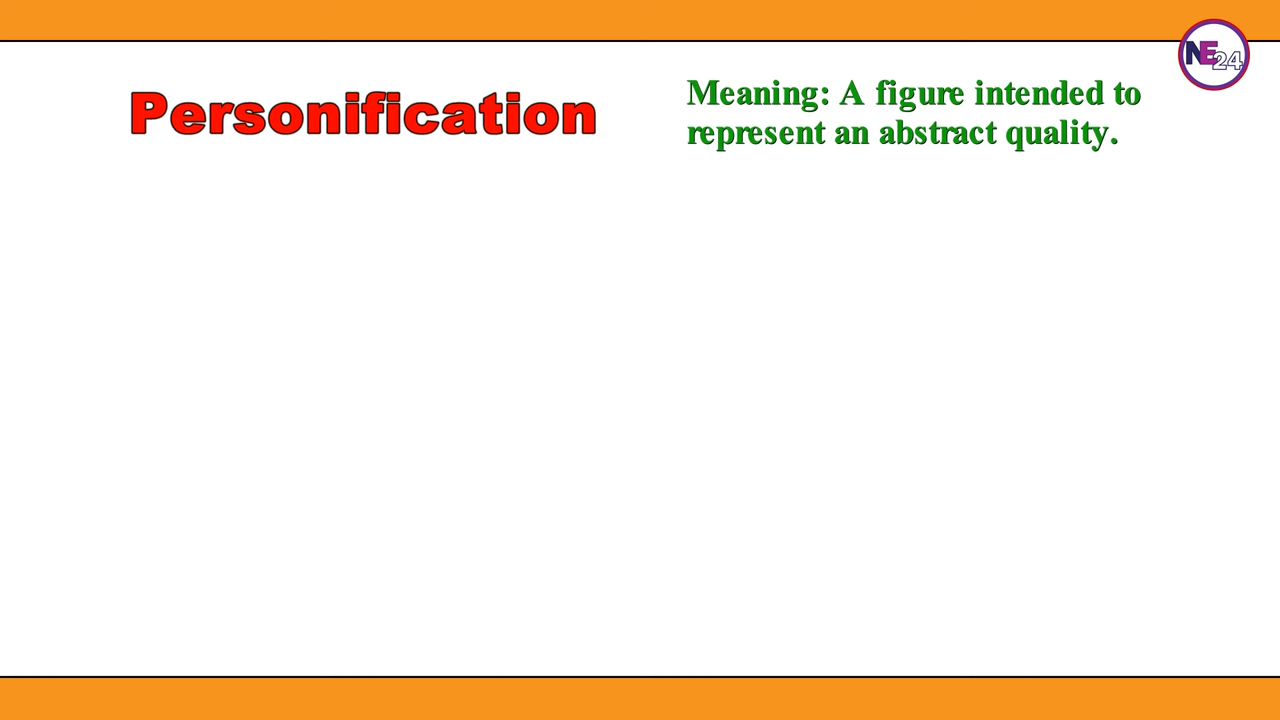 NE24
Personification
Meaning: A figure intended to
represent an abstract quality.